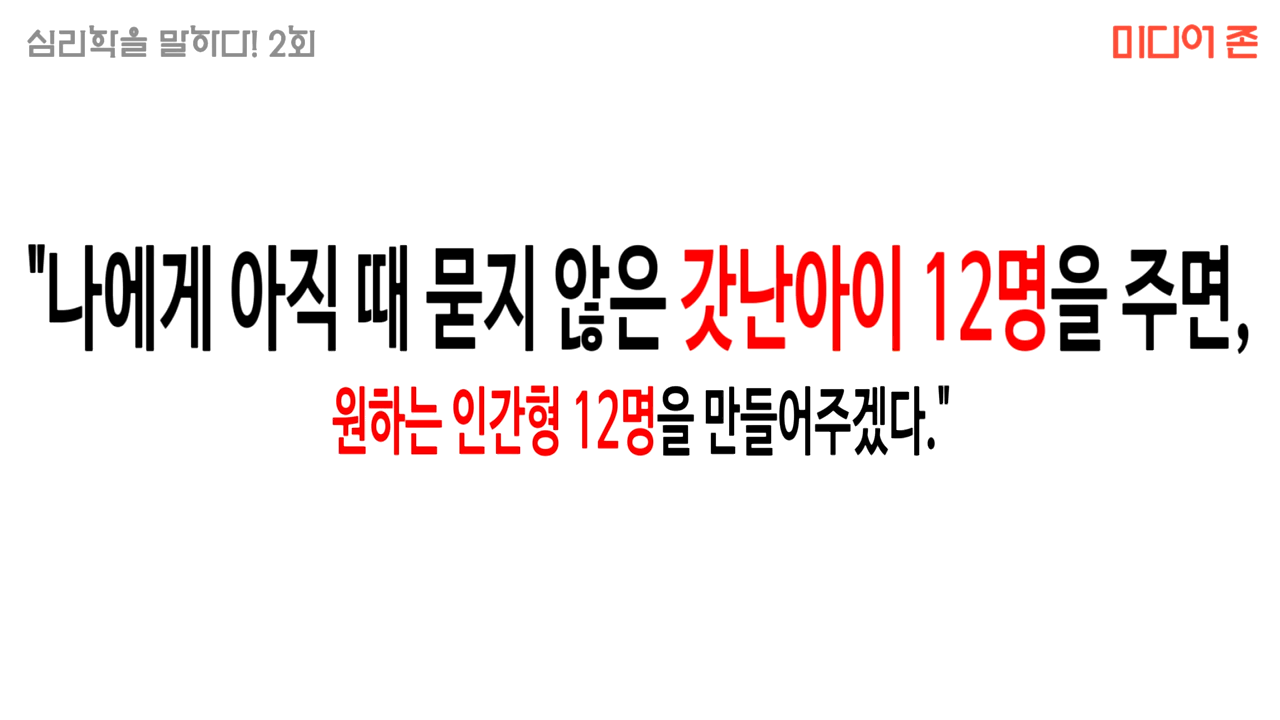 심리학을 말하다! 2회
미디어 존
"나에게 아직 때 묻지 않은 갓난아이 12명을 주면,
원하는 인간형 12명을 만들어주겠다."